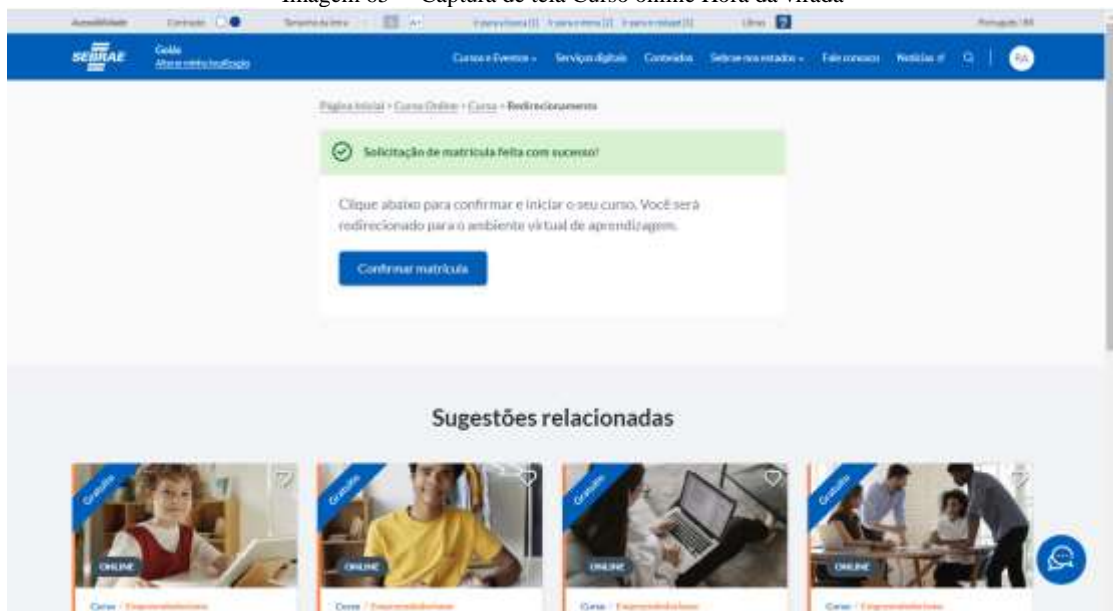 Imagem 83 – Captura de tela Curso online Hora da virada
Acessibilidade Contraste Tamanho da letra A+ Libras Português / BR
SEBRAE
Goiás
Alterar minha localização
Cursos e Eventos Serviços digitais Conteúdos Sebrae nos estados Fale conosco Notícias RA
Página Inicial > Curso Online > Curso > Redirecionamento
Solicitação de matrícula feita com sucesso!
Clique abaixo para confirmar e iniciar o seu curso. Você será
redirecionado para o ambiente virtual de aprendizagem.
Confirmar matrícula
Sugestões relacionadas
Gratuito Gratuito Gratuito Gratuito
ONLINE ONLINE ONLINE ONLINE
Curso / Empreendedorismo Curso / Empreendedorismo Curso / Empreendedorismo Curso / Empreendedorismo